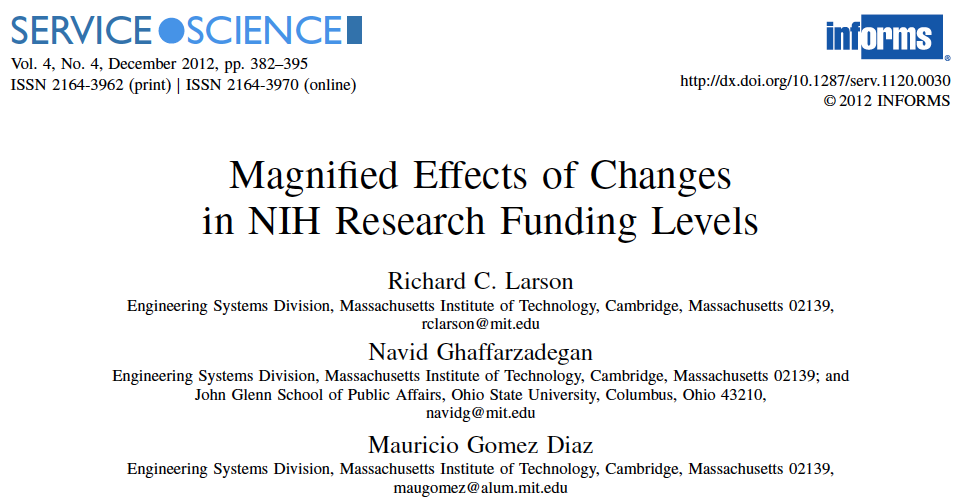 SERVICE SCIENCE
informs®
Vol. 4, No. 4, December 2012, pp. 382–395
ISSN 2164-3962 (print) | ISSN 2164-3970 (online)
http://dx.doi.org/10.1287/serv.1120.0030
© 2012 INFORMS
Magnified Effects of Changes
in NIH Research Funding Levels
Richard C. Larson
Engineering Systems Division, Massachusetts Institute of Technology, Cambridge, Massachusetts 02139,
rclarson@mit.edu
Navid Ghaffarzadegan
Engineering Systems Division, Massachusetts Institute of Technology, Cambridge, Massachusetts 02139; and
John Glenn School of Public Affairs, Ohio State University, Columbus, Ohio 43210,
navidg@mit.edu
Mauricio Gomez Diaz
Engineering Systems Division, Massachusetts Institute of Technology, Cambridge, Massachusetts 02139,
maugomez@alum.mit.edu